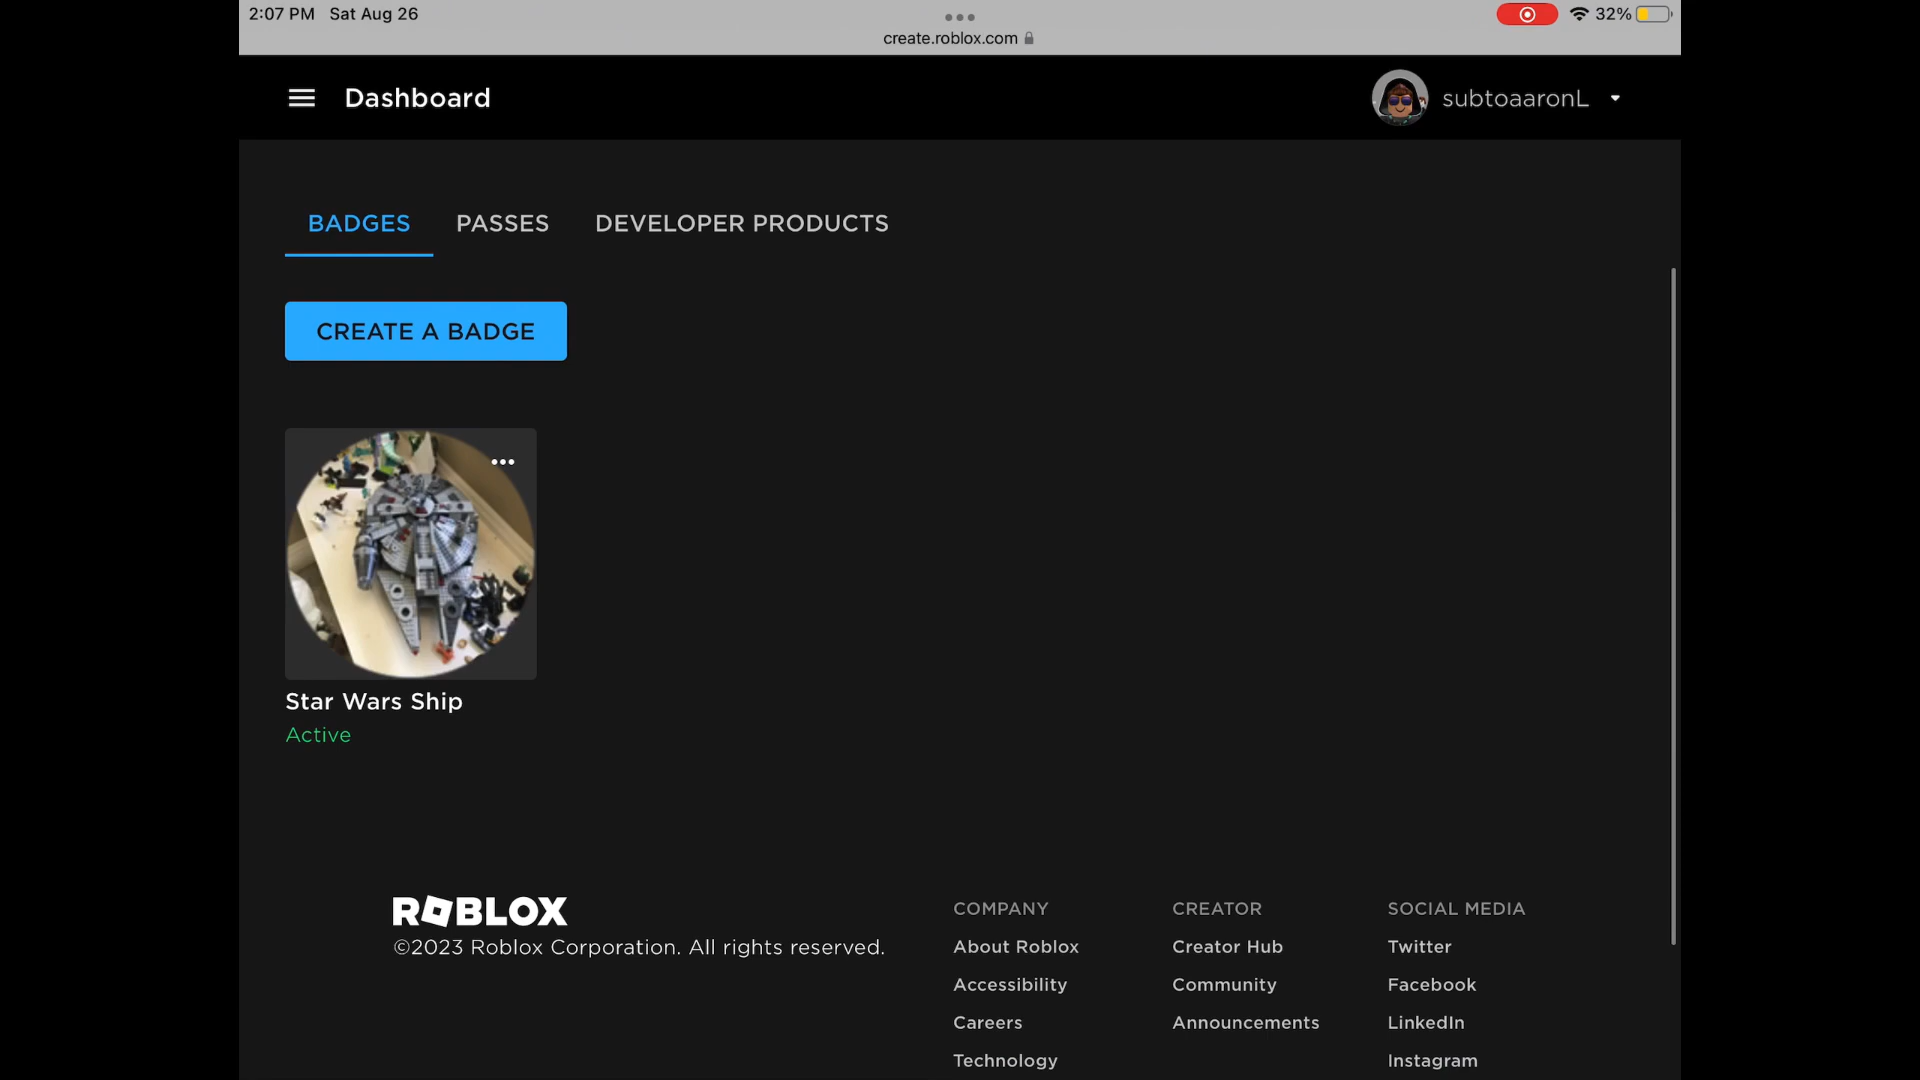 2:07 PM Sat Aug 26
create.roblox.com
32%
Dashboard
subtoaaronL
BADGES
PASSES
DEVELOPER PRODUCTS
CREATE A BADGE
Star Wars Ship
Active
ROBLOX
©2023 Roblox Corporation. All rights reserved.
COMPANY
About Roblox
Accessibility
Careers
Technology
CREATOR
Creator Hub
Community
Announcements
SOCIAL MEDIA
Twitter
Facebook
LinkedIn
Instagram